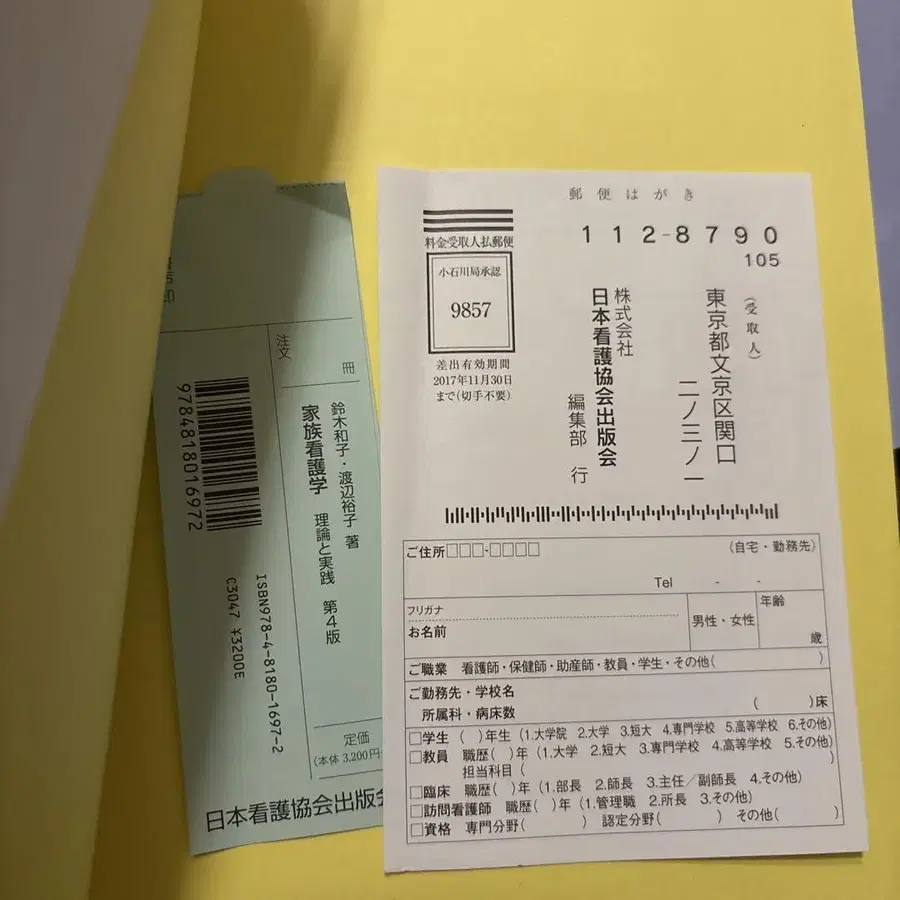 注文
冊
鈴木和子・渡辺裕子 著
家族看護学 理論と実践 第4版
9784818016972
ISBN978-4-8180-1697-2
C3047 ¥3200E
定価
(本体 3,200円
日本看護協会出版会
郵便はがき
料金受取人払郵便
小石川局承認
9857
差出有効期間
2017年11月30日
まで(切手不要)
112-8790
105
(受取人)
東京都文京区関口
二ノ三ノ一
株式会社
日本看護協会出版会
編集部 行
ご住所□□□-□□□□
(自宅・勤務先)
Tel - -
フリガナ
お名前
男性・女性
年齢
歳
ご職業 看護師・保健師・助産師・教員・学生・その他( )
ご勤務先・学校名
所属科・病床数 ( )床
□学生 ( )年生 (1.大学院 2.大学 3.短大 4.専門学校 5.高等学校 6.その他)
□教員 職歴( )年 (1.大学 2.短大 3.専門学校 4.高等学校 5.その他)
担当科目( )
□臨床 職歴( )年 (1.部長 2.師長 3.主任/副師長 4.その他)
□訪問看護師 職歴( )年 (1.管理職 2.所長 3.その他)
□資格 専門分野( ) 認定分野( ) その他( )